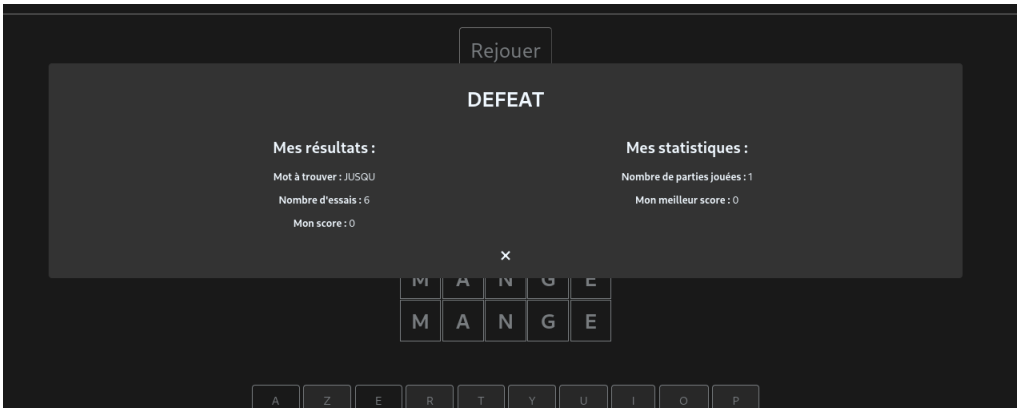 Rejouer
DEFEAT
Mes résultats :
Mot à trouver : JUSQU
Nombre d'essais : 6
Mon score : 0
Mes statistiques :
Nombre de parties jouées : 1
Mon meilleur score : 0
×
M A N G E
M A N G E
A Z E R T Y U I O P